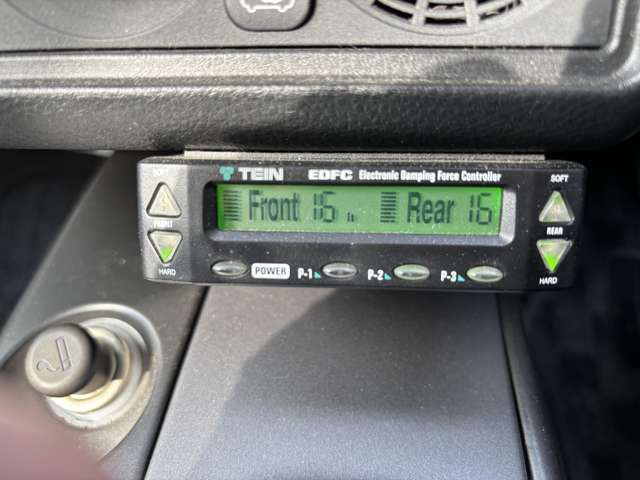 TEIN EDFC Electronic Damping Force Controller
SOFT
SOFT
Front 16 Rear 16
FRONT
REAR
HARD
POWER P-1 P-2 P-3
HARD